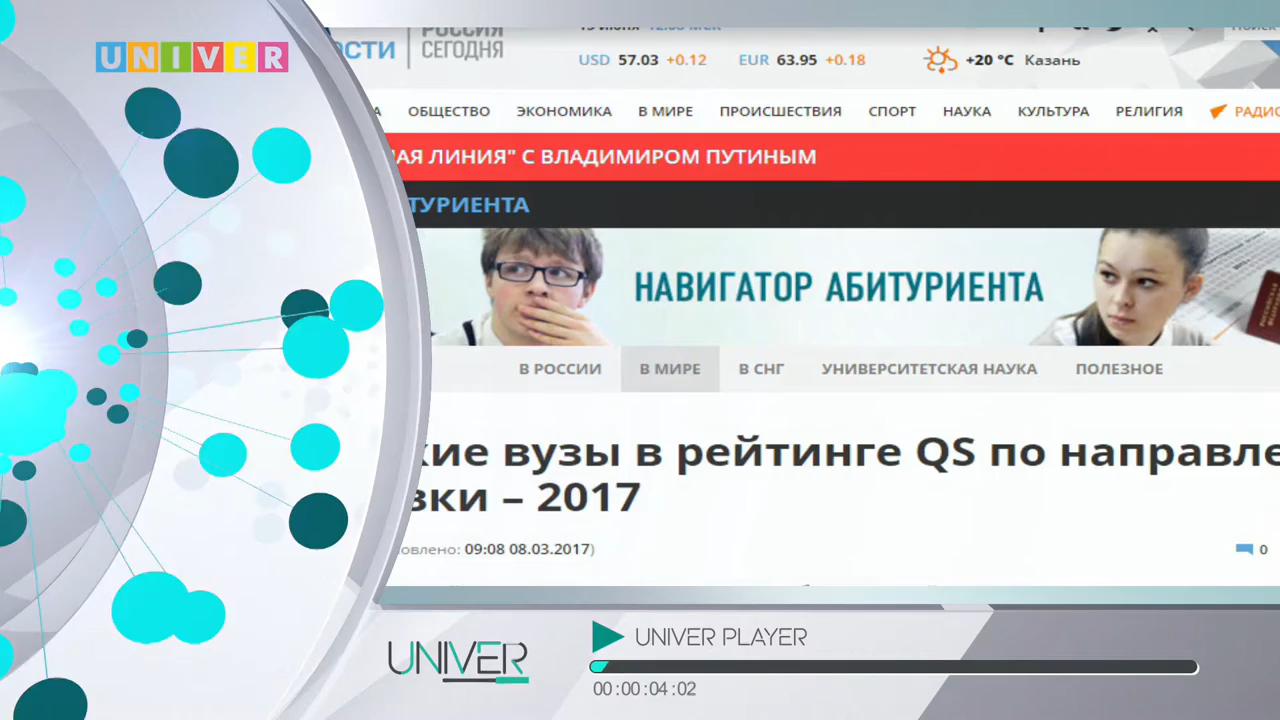 UNIVER
РОССИЯ
ОСТИ
СЕГОДНЯ
USD 57.03 +0.12 EUR 63.95 +0.18 +20 °C Казань
ОБЩЕСТВО ЭКОНОМИКА В МИРЕ ПРОИСШЕСТВИЯ СПОРТ НАУКА КУЛЬТУРА РЕЛИГИЯ
АЯ ЛИНИЯ" С ВЛАДИМИРОМ ПУТИНЫМ
ТУРИЕНТА
НАВИГАТОР АБИТУРИЕНТА
В РОССИИ В МИРЕ В СНГ УНИВЕРСИТЕТСКАЯ НАУКА ПОЛЕЗНОЕ
кие вузы в рейтинге QS по направле
вки – 2017
овлено: 09:08 08.03.2017) 0
UNIVER
UNIVER PLAYER
00:00:04:02